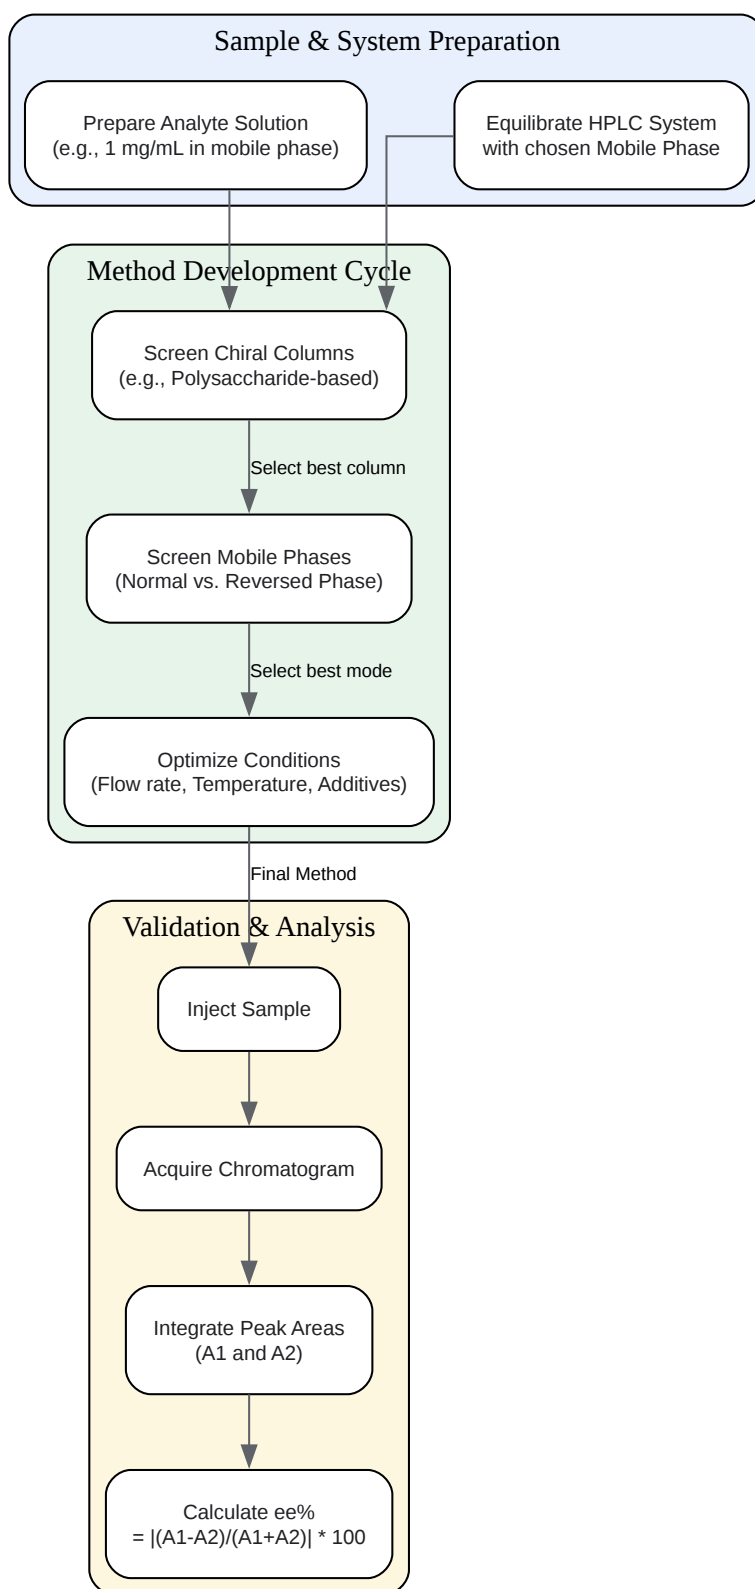 Sample & System Preparation
Prepare Analyte Solution
(e.g., 1 mg/mL in mobile phase)
Equilibrate HPLC System
with chosen Mobile Phase
Method Development Cycle
Screen Chiral Columns
(e.g., Polysaccharide-based)
Select best column
Screen Mobile Phases
(Normal vs. Reversed Phase)
Select best mode
Optimize Conditions
(Flow rate, Temperature, Additives)
Final Method
Validation & Analysis
Inject Sample
Acquire Chromatogram
Integrate Peak Areas
(A1 and A2)
Calculate ee%
= |(A1-A2)/(A1+A2)| * 100